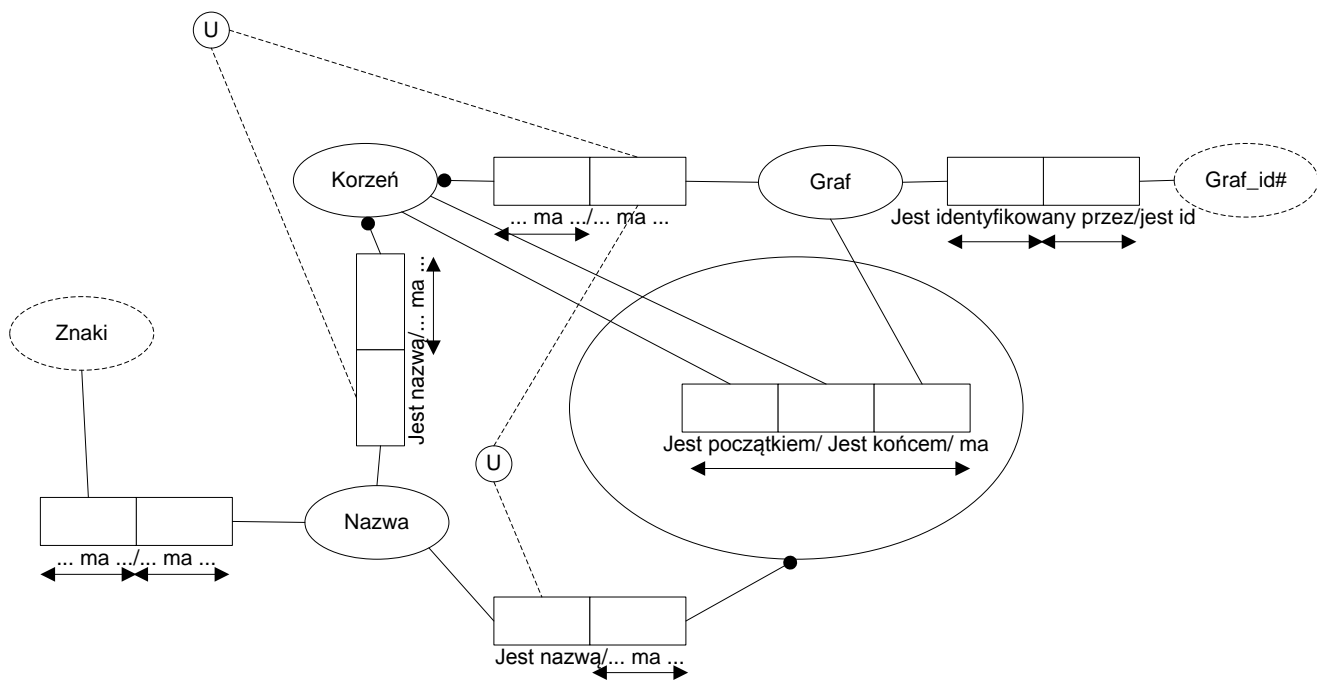 U
Korzeń
Graf
Graf_id#
... ma .../... ma ...
Jest identyfikowany przez/jest id
Znaki
Jest nazwą/... ma ...
Jest początkiem/ Jest końcem/ ma
U
Nazwa
... ma .../... ma ...
Jest nazwą/... ma ...